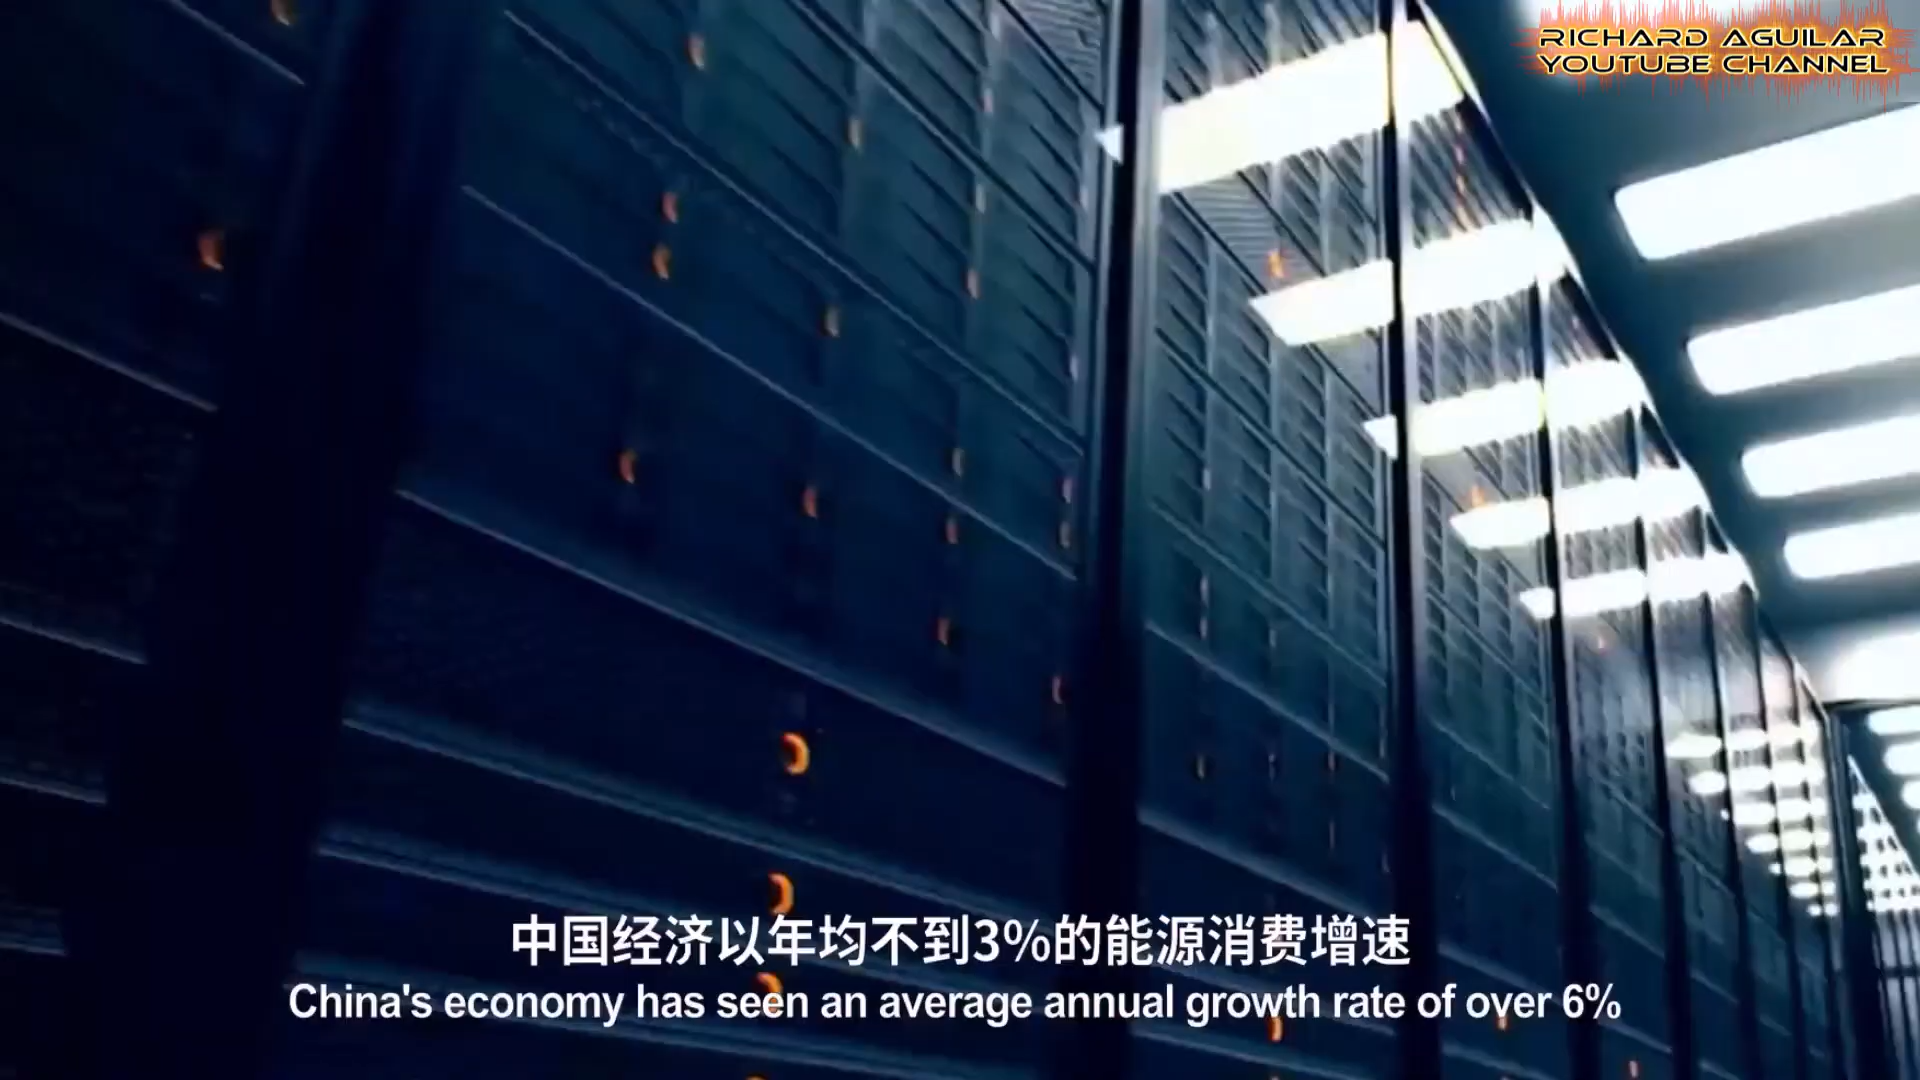 RICHARD AGUILAR
YOUTUBE CHANNEL
中国经济以年均不到3%的能源消费增速
China's economy has seen an average annual growth rate of over 6%